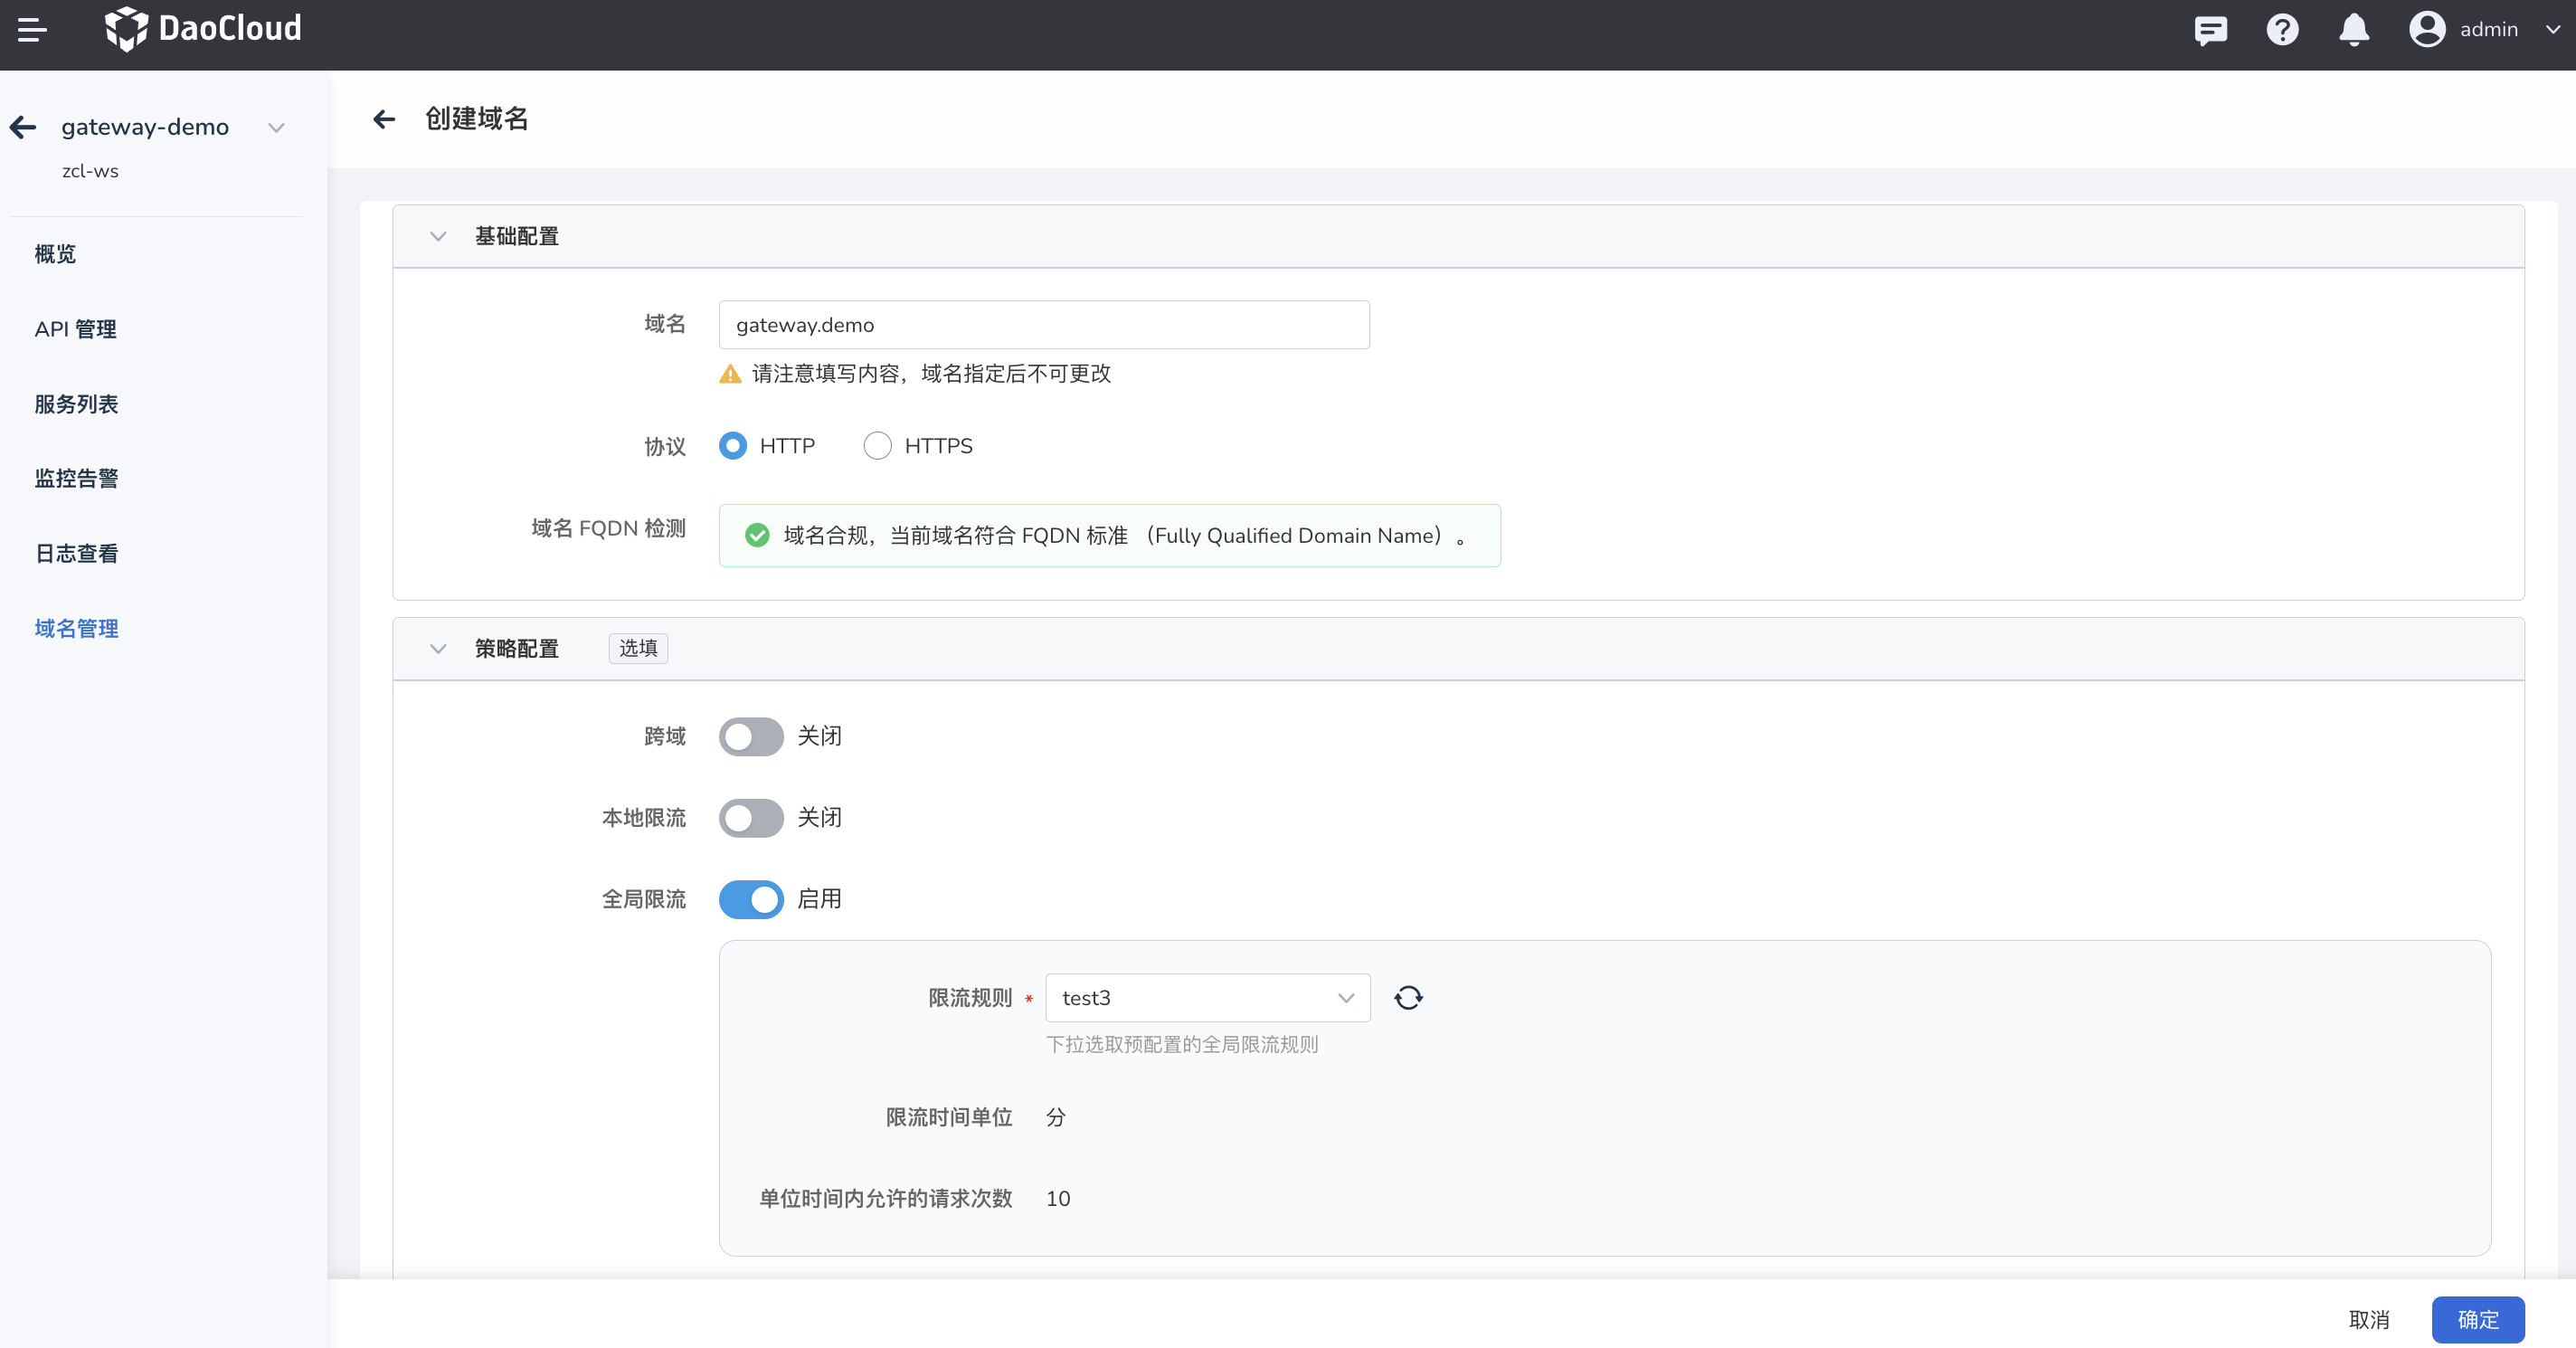 DaoCloud
admin
gateway-demo
zcl-ws
概览
API 管理
服务列表
监控告警
日志查看
域名管理
创建域名
基础配置
域名
gateway.demo
请注意填写内容，域名指定后不可更改
协议
HTTP
HTTPS
域名 FQDN 检测
域名合规，当前域名符合 FQDN 标准 （Fully Qualified Domain Name）。
策略配置
选填
跨域
关闭
本地限流
关闭
全局限流
启用
限流规则 *
test3
下拉选取预配置的全局限流规则
限流时间单位
分
单位时间内允许的请求次数
10
取消
确定